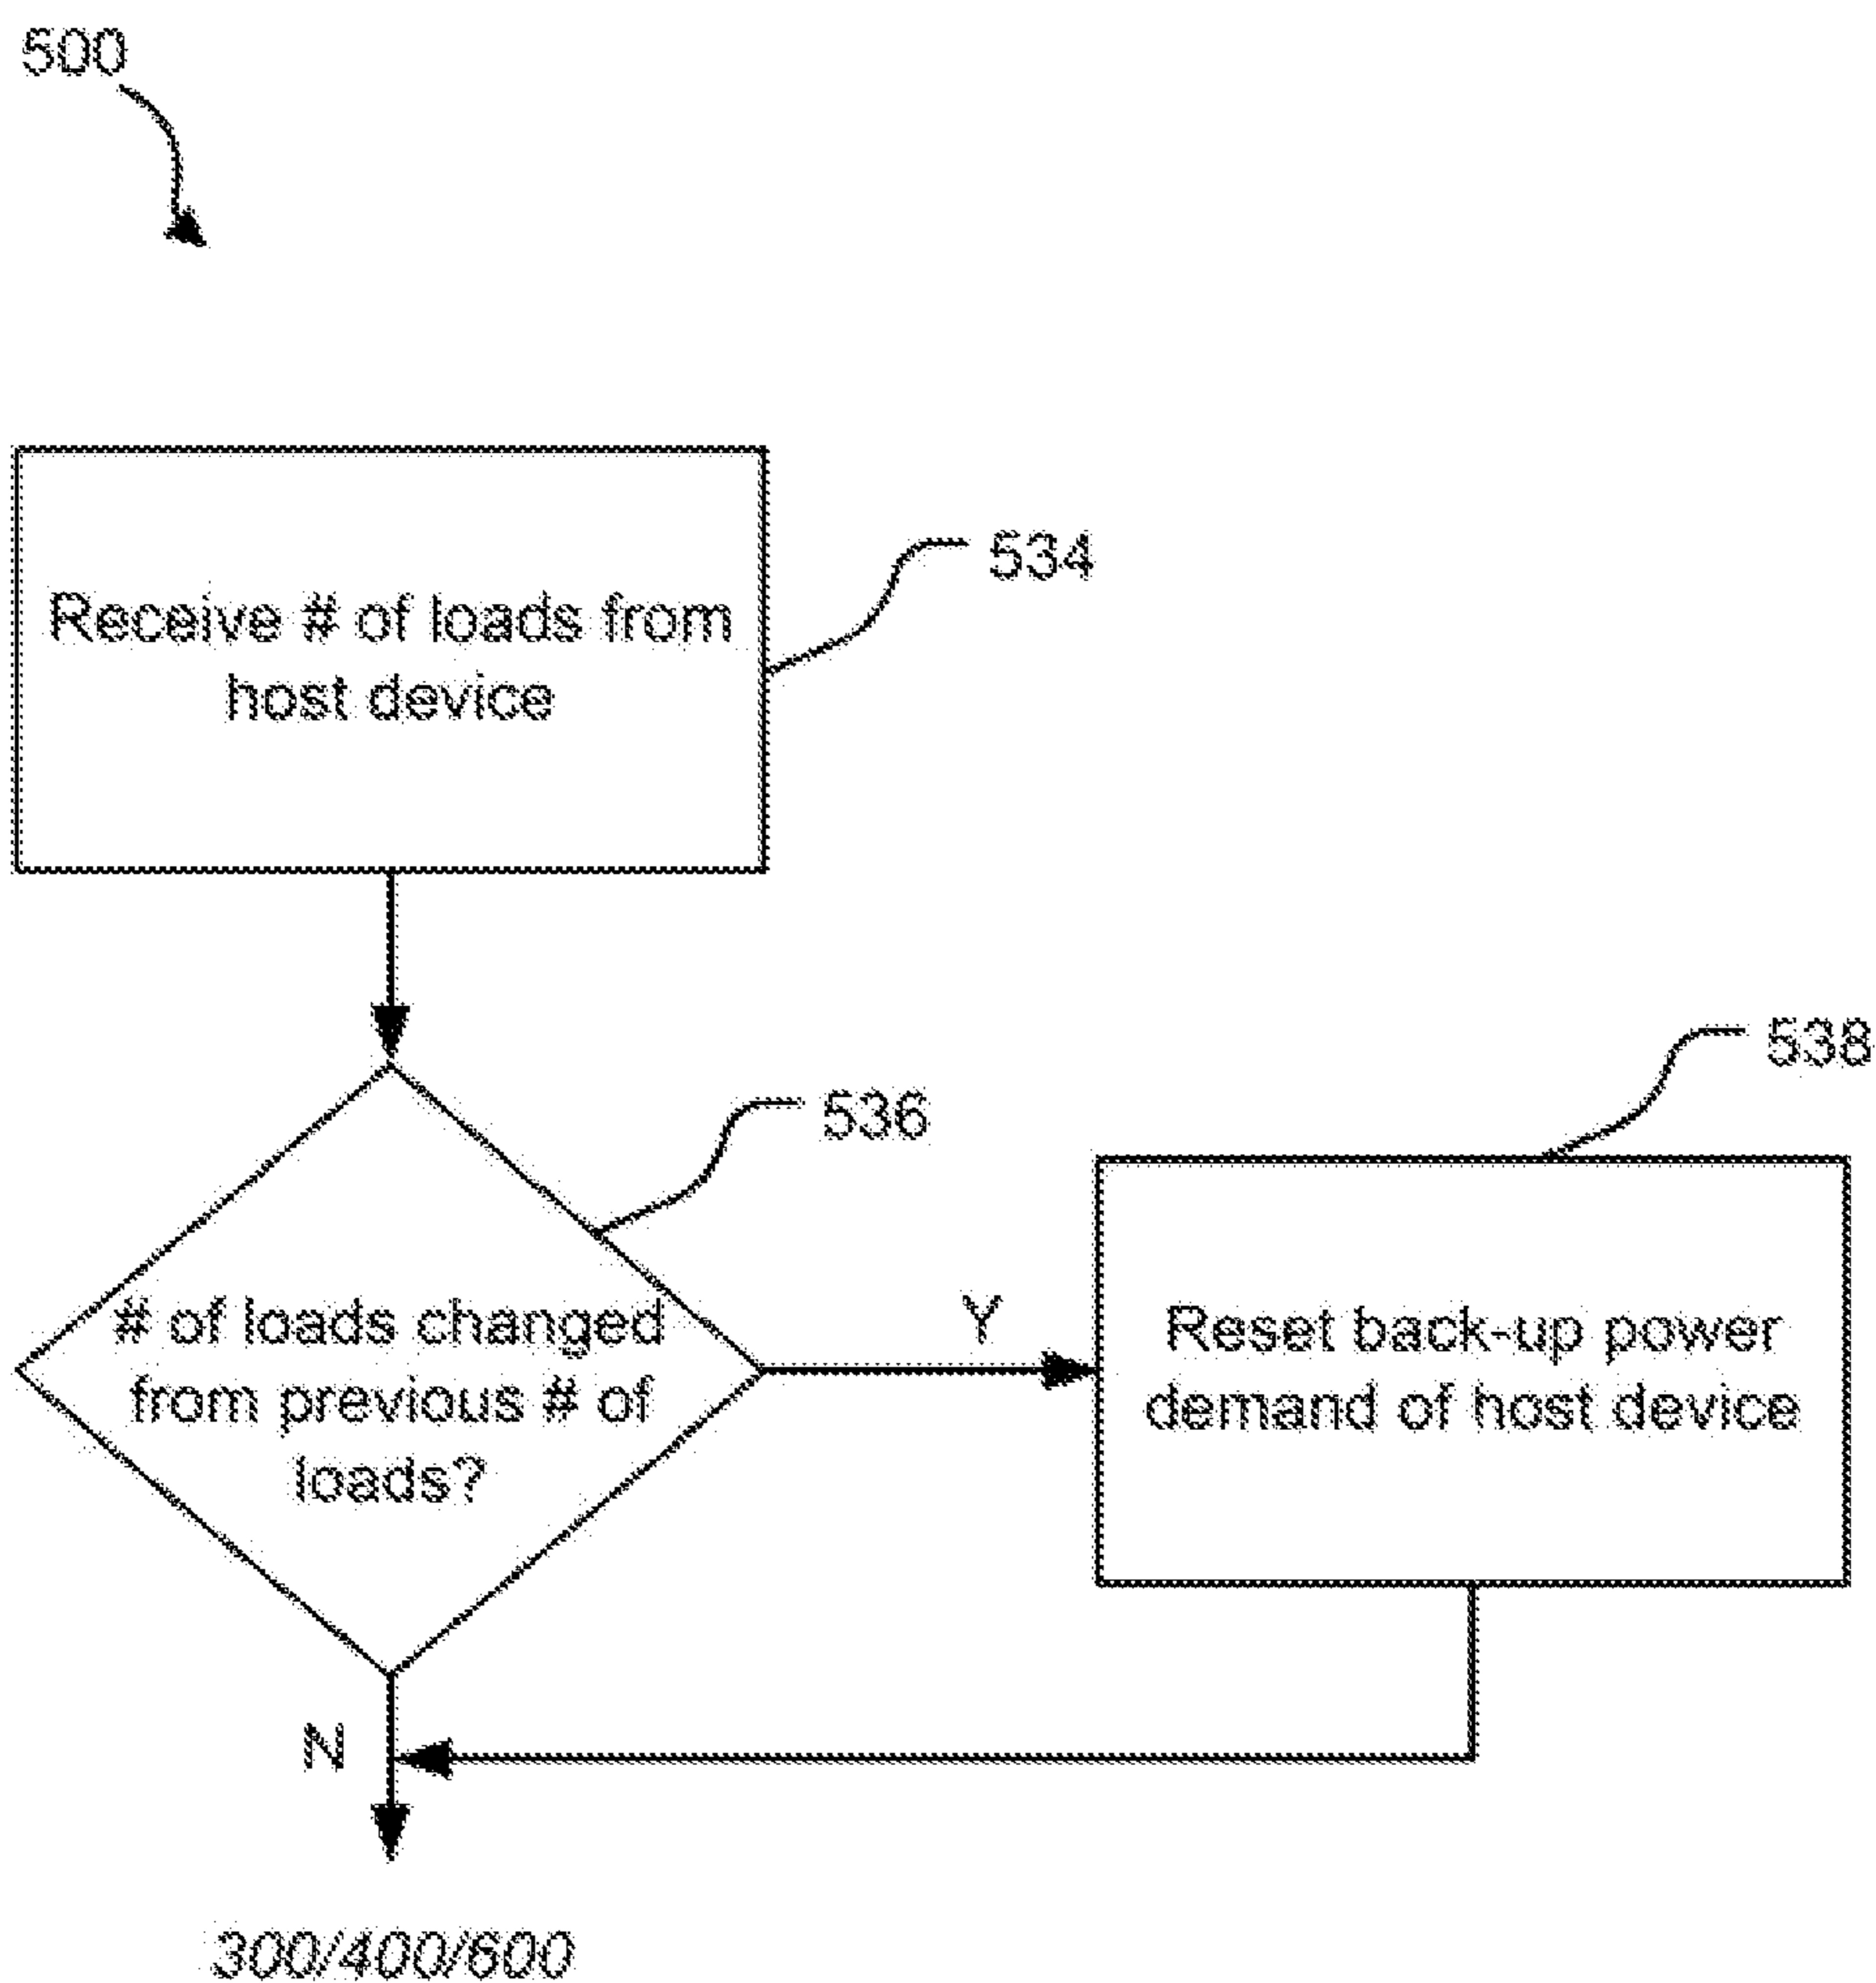 500
534
Receive # of loads from
host device
538
536
# of loads changed
from previous # of
loads?
Y
Reset back-up power
demand of host device
N
300/400/600